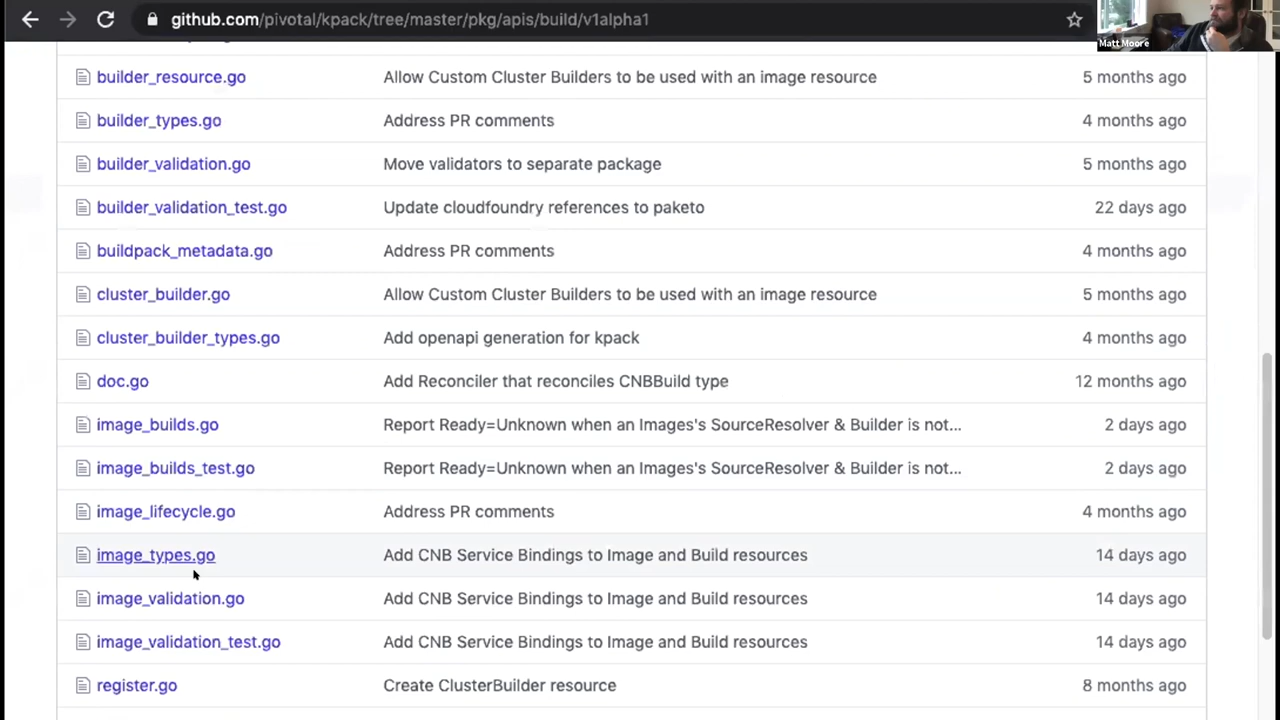 github.com/pivotal/kpack/tree/master/pkg/apis/build/v1alpha1
Matt Moore
builder_resource.go Allow Custom Cluster Builders to be used with an image resource 5 months ago
builder_types.go Address PR comments 4 months ago
builder_validation.go Move validators to separate package 5 months ago
builder_validation_test.go Update cloudfoundry references to paketo 22 days ago
buildpack_metadata.go Address PR comments 4 months ago
cluster_builder.go Allow Custom Cluster Builders to be used with an image resource 5 months ago
cluster_builder_types.go Add openapi generation for kpack 4 months ago
doc.go Add Reconciler that reconciles CNBBuild type 12 months ago
image_builds.go Report Ready=Unknown when an Images's SourceResolver & Builder is not... 2 days ago
image_builds_test.go Report Ready=Unknown when an Images's SourceResolver & Builder is not... 2 days ago
image_lifecycle.go Address PR comments 4 months ago
image_types.go Add CNB Service Bindings to Image and Build resources 14 days ago
image_validation.go Add CNB Service Bindings to Image and Build resources 14 days ago
image_validation_test.go Add CNB Service Bindings to Image and Build resources 14 days ago
register.go Create ClusterBuilder resource 8 months ago